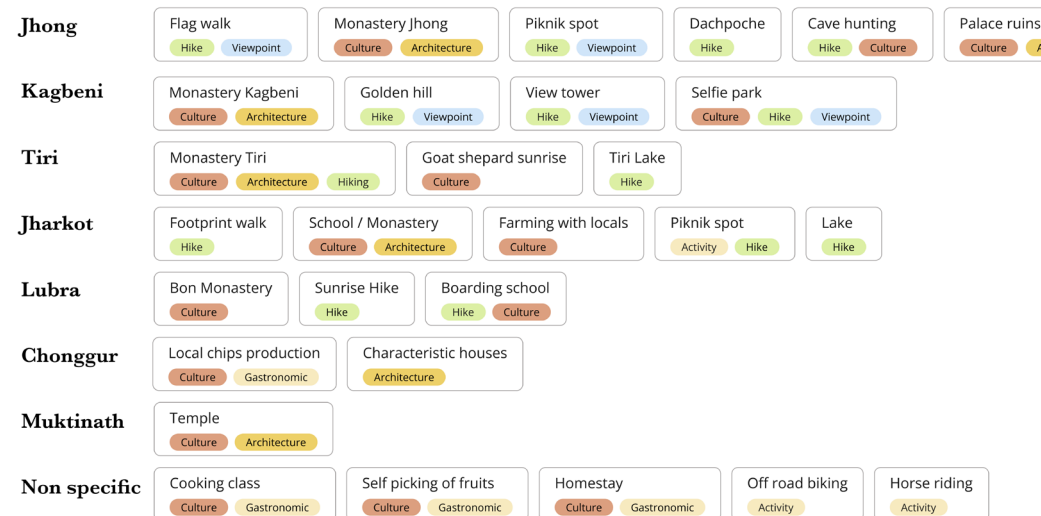 Jhong
Flag walk Monastery Jhong Piknik spot Dachpoche Cave hunting Palace ruins
Hike Viewpoint Culture Architecture Hike Viewpoint Hike Hike Culture Culture
Kagbeni
Monastery Kagbeni Golden hill View tower Selfie park
Culture Architecture Hike Viewpoint Hike Viewpoint Culture Hike Viewpoint
Tiri
Monastery Tiri Goat shepard sunrise Tiri Lake
Culture Architecture Hiking Culture Hike
Jharkot
Footprint walk School / Monastery Farming with locals Piknik spot Lake
Hike Culture Architecture Culture Activity Hike Hike
Lubra
Bon Monastery Sunrise Hike Boarding school
Culture Hike Hike Culture
Chonggur
Local chips production Characteristic houses
Culture Gastronomic Architecture
Muktinath
Temple
Culture Architecture
Non specific
Cooking class Self picking of fruits Homestay Off road biking Horse riding
Culture Gastronomic Culture Gastronomic Culture Gastronomic Activity Activity